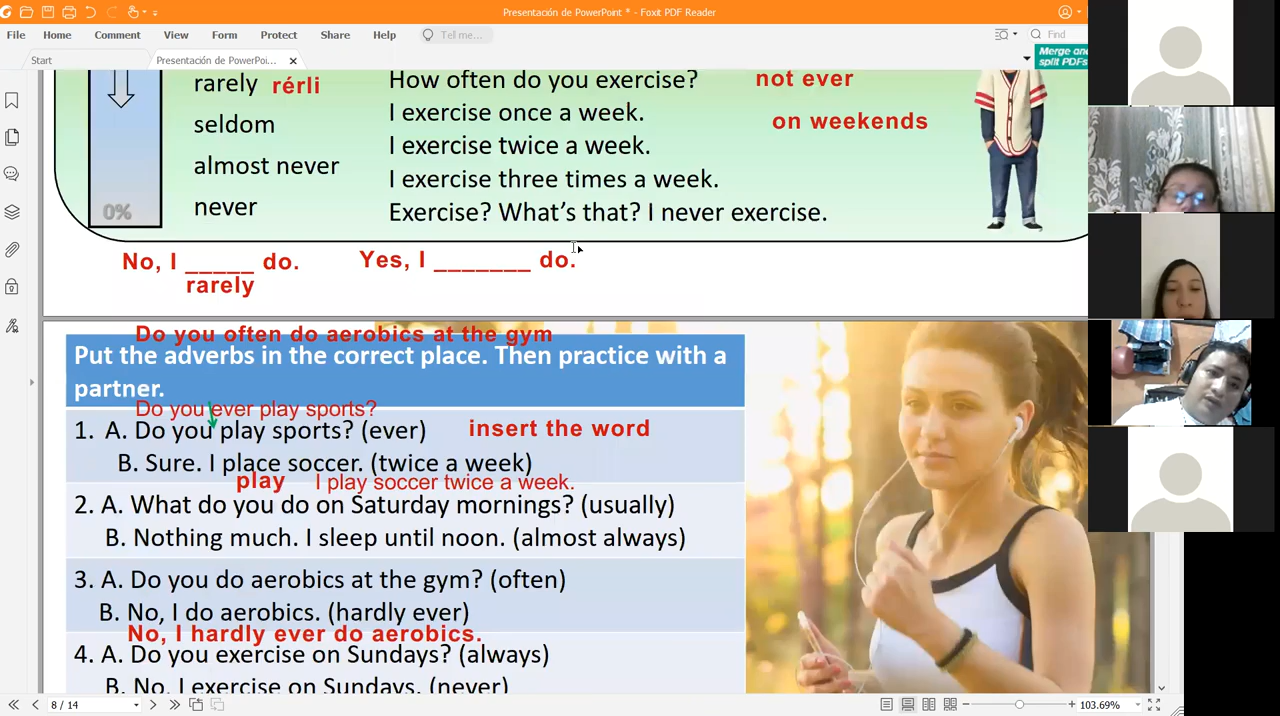 Presentación de PowerPoint * - Foxit PDF Reader
File Home Comment View Form Protect Share Help Tell me... Find
Start Presentación de PowerPoi... ×
Merge and
split PDFs
rarely rérli
How often do you exercise?
not ever
seldom
I exercise once a week.
on weekends
almost never
I exercise twice a week.
I exercise three times a week.
0%
never
Exercise? What's that? I never exercise.
No, I _____ do. Yes, I _______ do.
rarely
Do you often do aerobics at the gym
Put the adverbs in the correct place. Then practice with a
partner.
Do you ever play sports?
1. A. Do you play sports? (ever) insert the word
B. Sure. I place soccer. (twice a week)
play I play soccer twice a week.
2. A. What do you do on Saturday mornings? (usually)
B. Nothing much. I sleep until noon. (almost always)
3. A. Do you do aerobics at the gym? (often)
B. No, I do aerobics. (hardly ever)
No, I hardly ever do aerobics.
4. A. Do you exercise on Sundays? (always)
B. No, I exercise on Sundays. (never)
8 / 14
103.69%